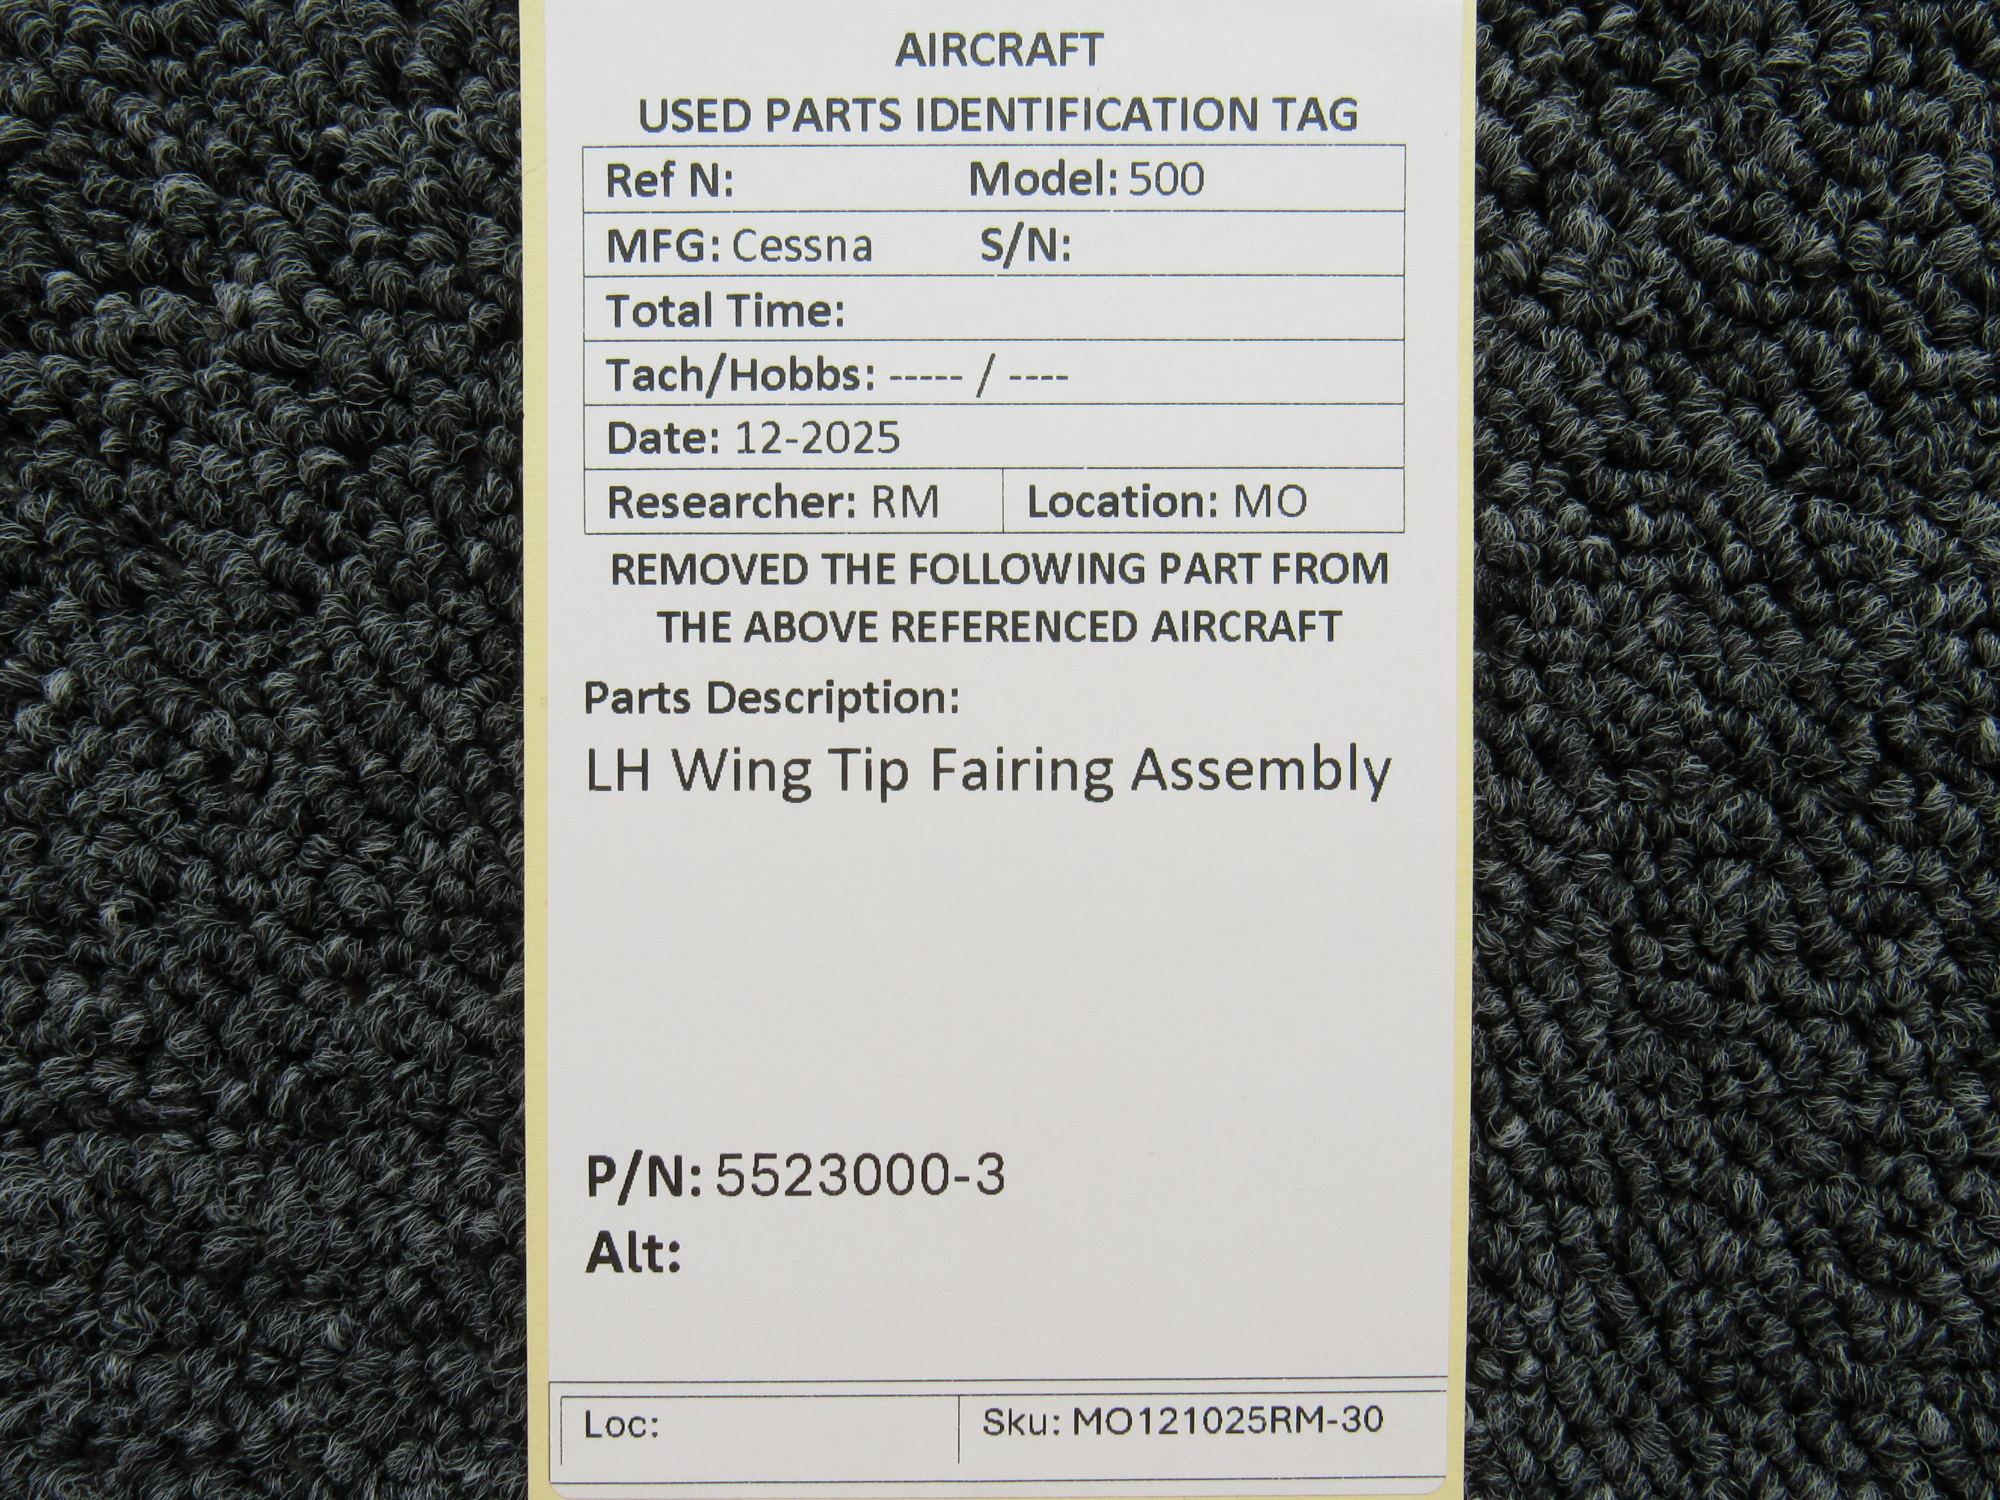 AIRCRAFT
USED PARTS IDENTIFICATION TAG
Ref N: Model: 500
MFG: Cessna S/N:
Total Time:
Tach/Hobbs: ----- / ----
Date: 12-2025
Researcher: RM Location: MO
REMOVED THE FOLLOWING PART FROM
THE ABOVE REFERENCED AIRCRAFT
Parts Description:
LH Wing Tip Fairing Assembly
P/N: 5523000-3
Alt:
Loc: Sku: MO121025RM-30